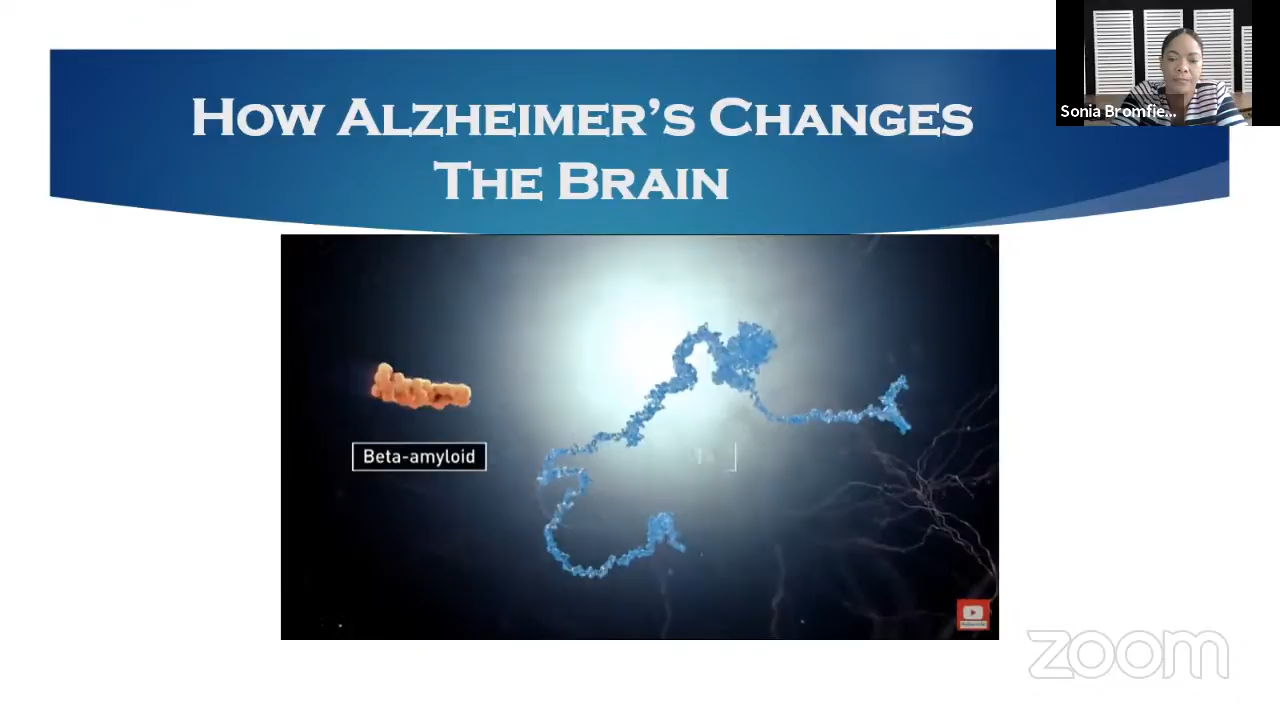 HOW ALZHEIMER'S CHANGES
THE BRAIN
Sonia Bromfie...
Beta-amyloid
zoom